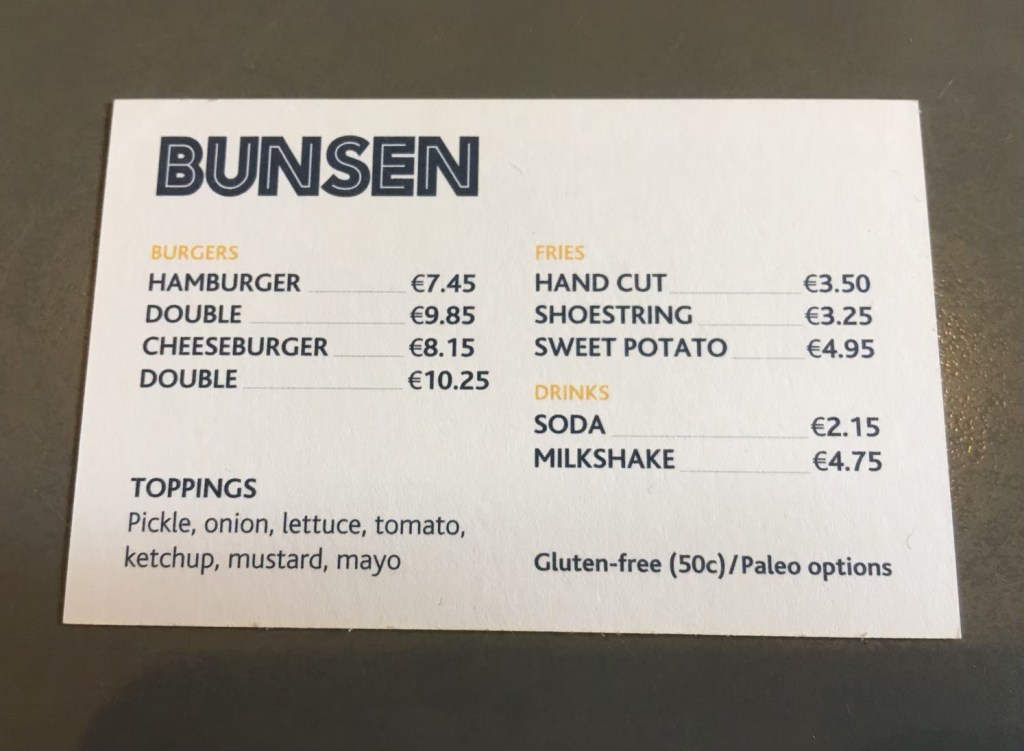 BUNSEN
BURGERS
HAMBURGER €7.45
DOUBLE €9.85
CHEESEBURGER €8.15
DOUBLE €10.25
TOPPINGS
Pickle, onion, lettuce, tomato,
ketchup, mustard, mayo
FRIES
HAND CUT €3.50
SHOESTRING €3.25
SWEET POTATO €4.95
DRINKS
SODA €2.15
MILKSHAKE €4.75
Gluten-free (50c)/Paleo options